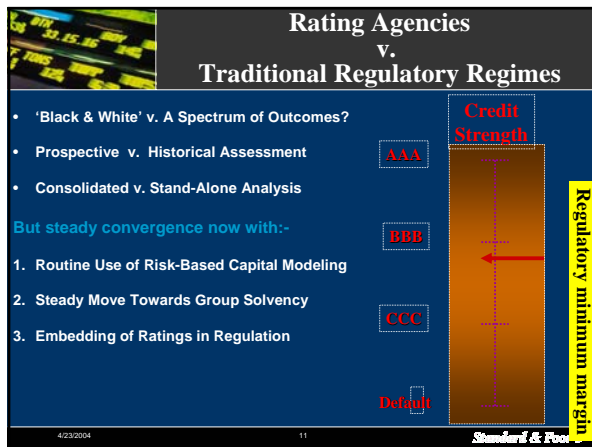 Rating Agencies
v.
Traditional Regulatory Regimes
• 'Black & White' v. A Spectrum of Outcomes?
• Prospective v. Historical Assessment
• Consolidated v. Stand-Alone Analysis
But steady convergence now with:-
1. Routine Use of Risk-Based Capital Modeling
2. Steady Move Towards Group Solvency
3. Embedding of Ratings in Regulation
Credit
Strength
AAA
BBB
CCC
Default
Regulatory minimum margin
4/23/2004
11
Standard &